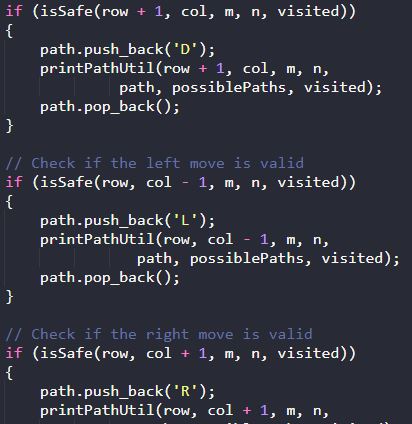 if (isSafe(row + 1, col, m, n, visited))
{
    path.push_back('D');
    printPathUtil(row + 1, col, m, n,
             path, possiblePaths, visited);
    path.pop_back();
}

// Check if the left move is valid
if (isSafe(row, col - 1, m, n, visited))
{
    path.push_back('L');
    printPathUtil(row, col - 1, m, n,
               path, possiblePaths, visited);
    path.pop_back();
}

// Check if the right move is valid
if (isSafe(row, col + 1, m, n, visited))
{
    path.push_back('R');
    printPathUtil(row, col + 1, m, n,